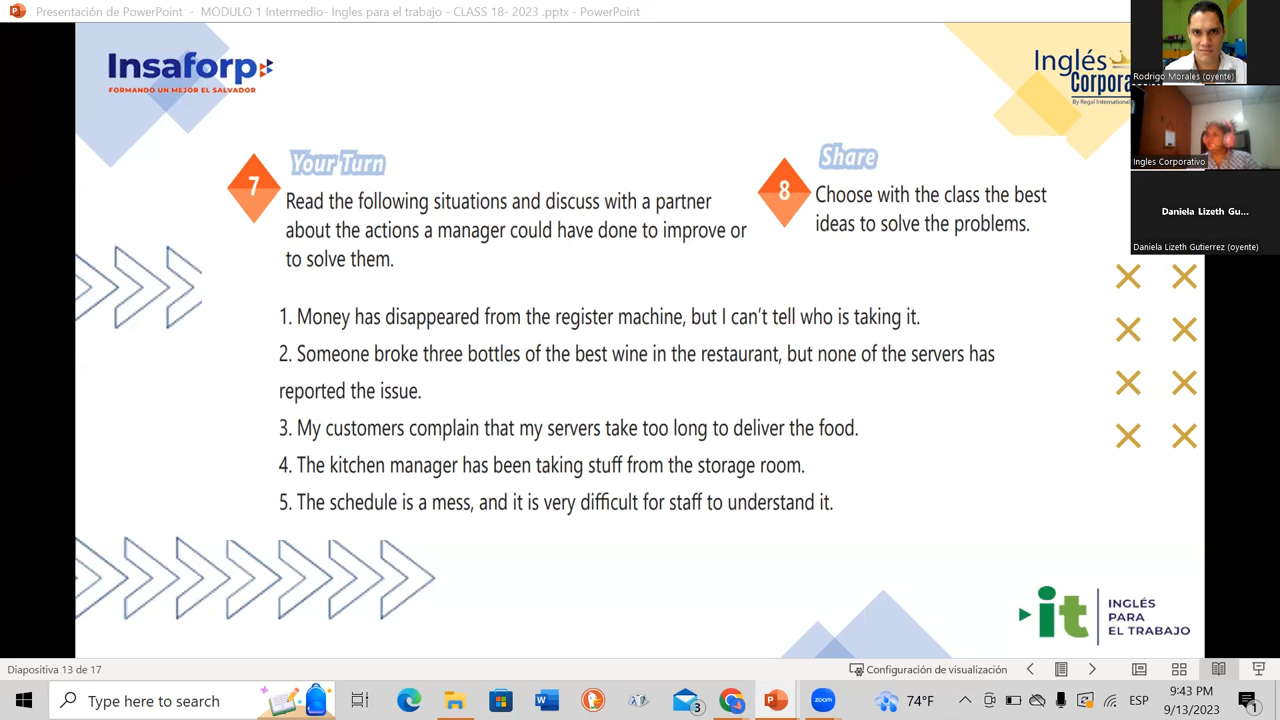 Presentación de PowerPoint - MODULO 1 Intermedio- Ingles para el trabajo - CLASS 18- 2023 .pptx - PowerPoint
Insaforp
FORMANDO UN MEJOR EL SALVADOR
Inglés
By Regal International
Rodrigo Morales (oyente)
Ingles Corporativo
Daniela Lizeth Gu...
Daniela Lizeth Gutierrez (oyente)
7
Your Turn
Read the following situations and discuss with a partner
about the actions a manager could have done to improve or
to solve them.
8
Share
Choose with the class the best
ideas to solve the problems.
1. Money has disappeared from the register machine, but I can't tell who is taking it.
2. Someone broke three bottles of the best wine in the restaurant, but none of the servers has
reported the issue.
3. My customers complain that my servers take too long to deliver the food.
4. The kitchen manager has been taking stuff from the storage room.
5. The schedule is a mess, and it is very difficult for staff to understand it.
it
INGLÉS
PARA
EL TRABAJO
Diapositiva 13 de 17
Configuración de visualización
Type here to search
3
zoom
74°F
ESP
9:43 PM
9/13/2023
1